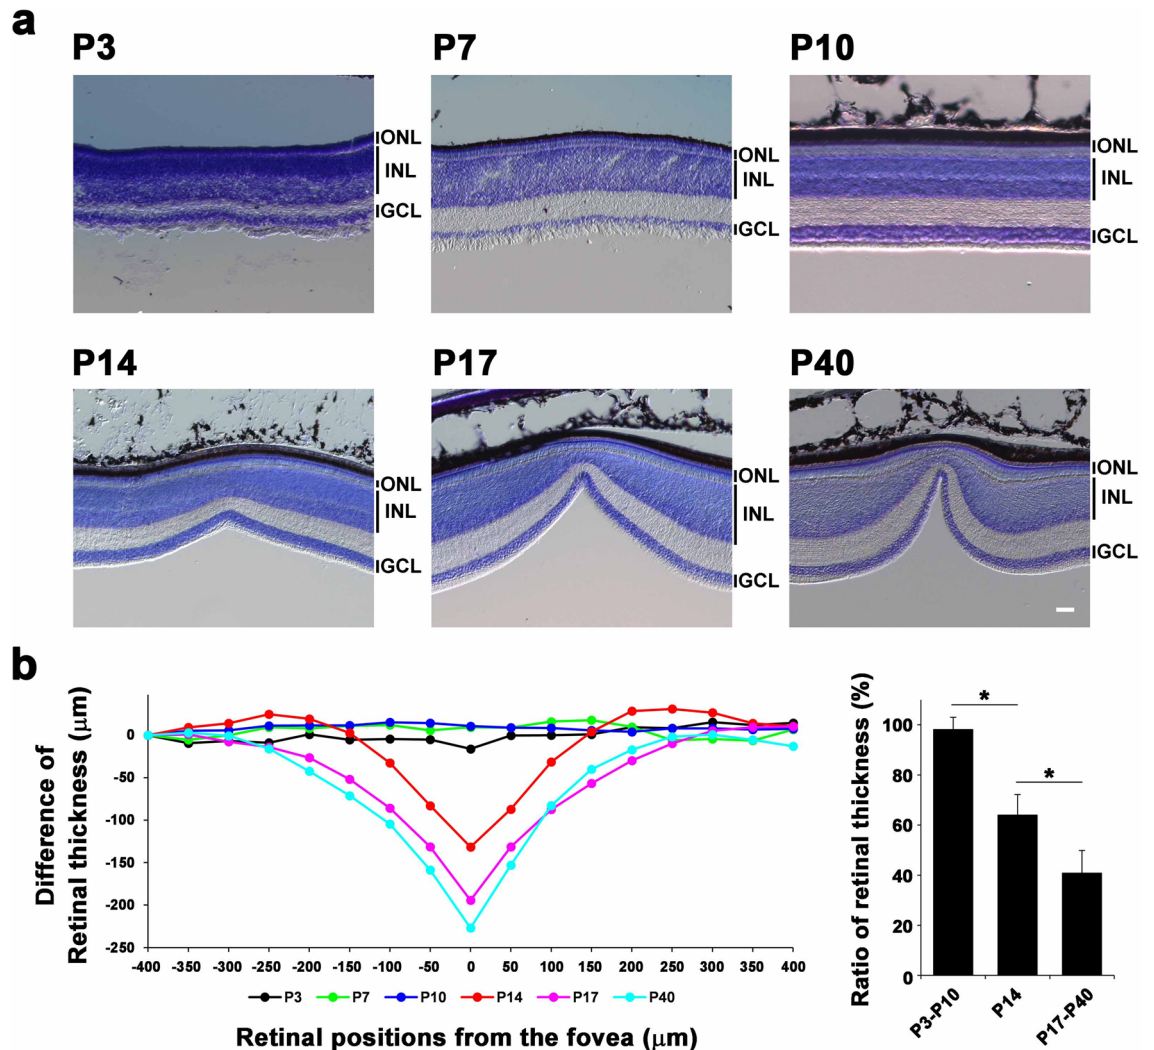 a
P3
P7
P10
ONL
INL
GCL
ONL
INL
GCL
ONL
INL
GCL
P14
P17
P40
ONL
INL
GCL
ONL
INL
GCL
ONL
INL
GCL
b
Difference of
Retinal thickness (μm)
0
-50
-100
-150
-200
-250
-400 -350 -300 -250 -200 -150 -100 -50 0 50 100 150 200 250 300 350 400
P3 P7 P10 P14 P17 P40
Retinal positions from the fovea (μm)
Ratio of retinal thickness (%)
100
80
60
40
20
0
* *
P3-P10 P14 P17-P40